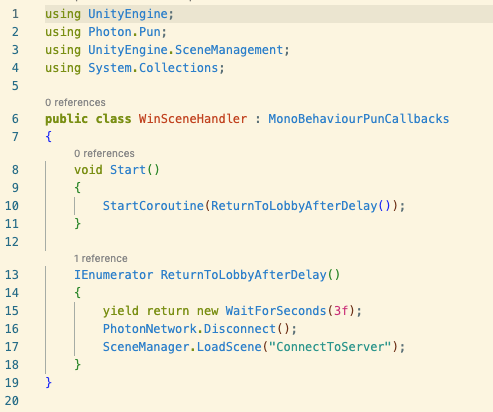 1 using UnityEngine;
2 using Photon.Pun;
3 using UnityEngine.SceneManagement;
4 using System.Collections;
5
0 references
6 public class WinSceneHandler : MonoBehaviourPunCallbacks
7 {
0 references
8 void Start()
9 {
10 StartCoroutine(ReturnToLobbyAfterDelay());
11 }
12
1 reference
13 IEnumerator ReturnToLobbyAfterDelay()
14 {
15 yield return new WaitForSeconds(3f);
16 PhotonNetwork.Disconnect();
17 SceneManager.LoadScene("ConnectToServer");
18 }
19 }
20